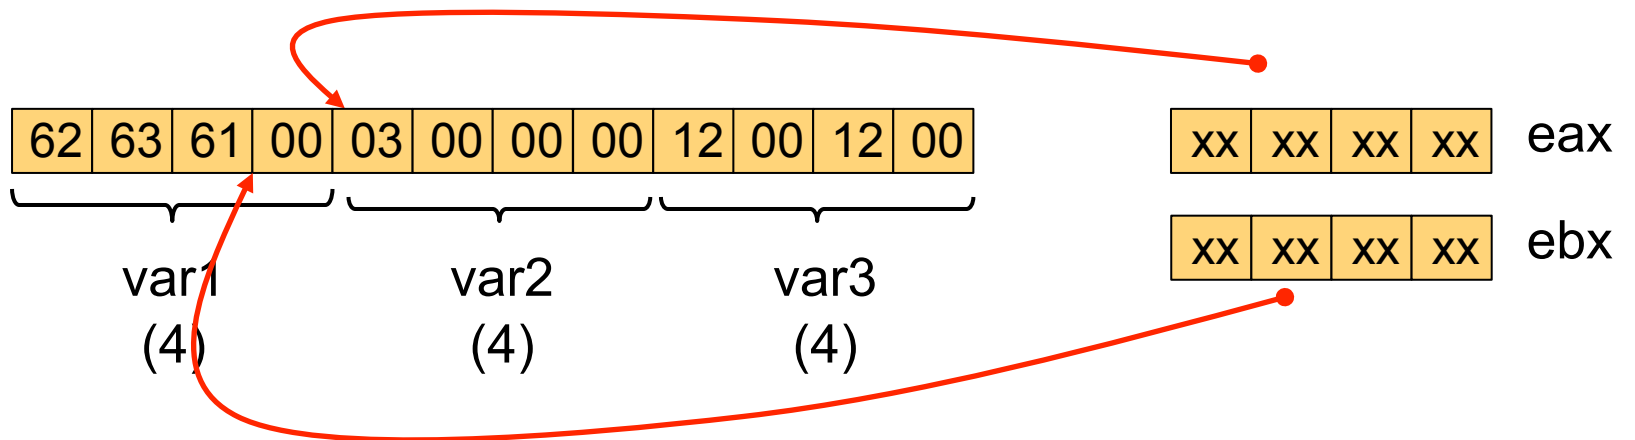 62 63 61 00 03 00 00 00 12 00 12 00
xx xx xx xx eax
xx xx xx xx ebx
var1 var2 var3
(4) (4) (4)